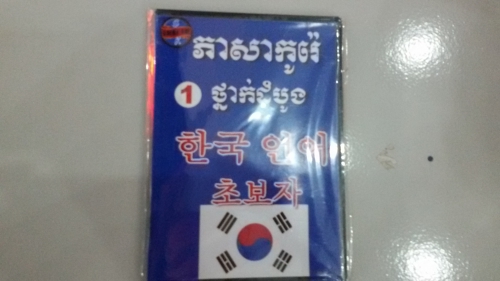 ភាសាកូរ៉េ
1 ថ្នាក់ដំបូង
한국 언어
초보자